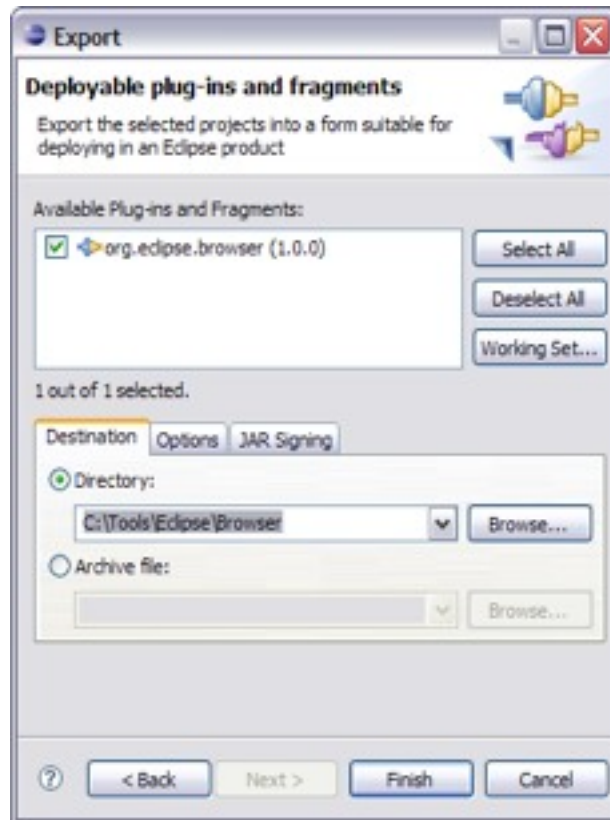 Export
Deployable plug-ins and fragments
Export the selected projects into a form suitable for
deploying in an Eclipse product
Available Plug-ins and Fragments:
org.eclipse.browser (1.0.0)
Select All
Deselect All
Working Set...
1 out of 1 selected.
Destination Options JAR Signing
Directory:
C:\Tools\Eclipse\Browser Browse...
Archive file:
Browse...
? < Back Next > Finish Cancel